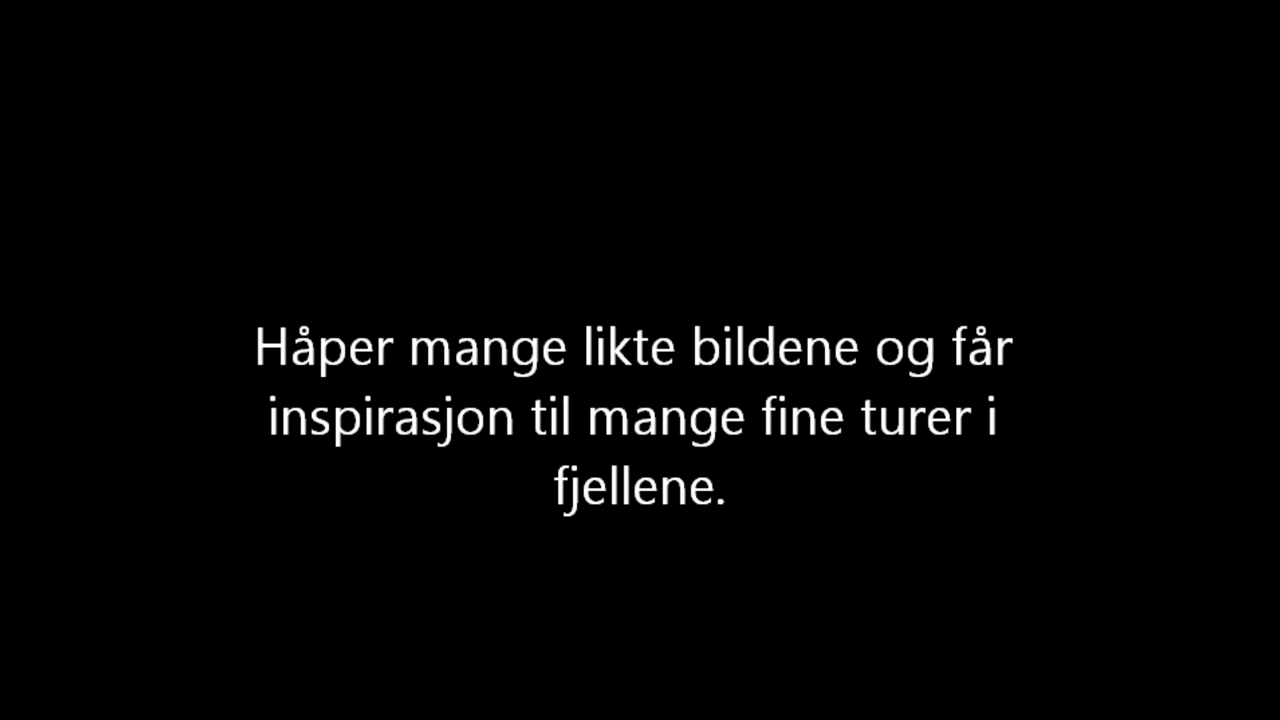 Håper mange likte bildene og får
inspirasjon til mange fine turer i
fjellene.